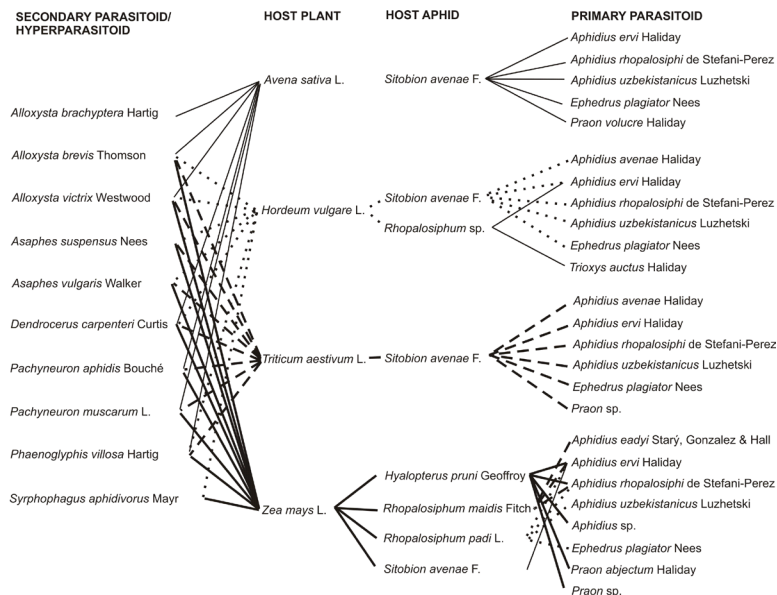 SECONDARY PARASITOID/
HYPERPARASITOID
HOST PLANT
HOST APHID
PRIMARY PARASITOID
Alloxysta brachyptera Hartig
Alloxysta brevis Thomson
Alloxysta victrix Westwood
Asaphes suspensus Nees
Asaphes vulgaris Walker
Dendrocerus carpenteri Curtis
Pachyneuron aphidis Bouché
Pachyneuron muscarum L.
Phaenoglyphis villosa Hartig
Syrphophagus aphidivorus Mayr
Avena sativa L.
Hordeum vulgare L.
Triticum aestivum L.
Zea mays L.
Sitobion avenae F.
Sitobion avenae F.
Rhopalosiphum sp.
Sitobion avenae F.
Hyalopterus pruni Geoffroy
Rhopalosiphum maidis Fitch
Rhopalosiphum padi L.
Sitobion avenae F.
Aphidius ervi Haliday
Aphidius rhopalosiphi de Stefani-Perez
Aphidius uzbekistanicus Luzhetski
Ephedrus plagiator Nees
Praon volucre Haliday
Aphidius avenae Haliday
Aphidius ervi Haliday
Aphidius rhopalosiphi de Stefani-Perez
Aphidius uzbekistanicus Luzhetski
Ephedrus plagiator Nees
Trioxys auctus Haliday
Aphidius avenae Haliday
Aphidius ervi Haliday
Aphidius rhopalosiphi de Stefani-Perez
Aphidius uzbekistanicus Luzhetski
Ephedrus plagiator Nees
Praon sp.
Aphidius eadyi Starý, Gonzalez & Hall
Aphidius ervi Haliday
Aphidius rhopalosiphi de Stefani-Perez
Aphidius uzbekistanicus Luzhetski
Aphidius sp.
Ephedrus plagiator Nees
Praon abjectum Haliday
Praon sp.